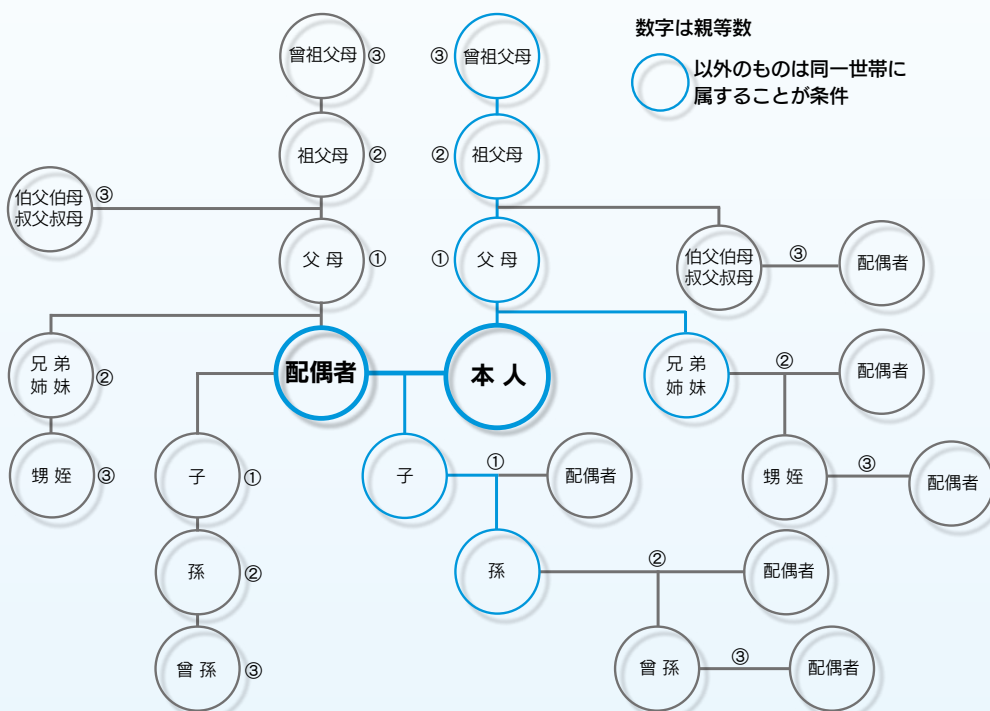 数字は親等数
以外のものは同一世帯に
属することが条件
曾祖父母 ③
③ 曾祖父母
祖父母 ②
② 祖父母
伯父伯母
叔父叔母
③
父母 ①
① 父母
伯父伯母
叔父叔母
③
配偶者
兄弟
姉妹
②
配偶者
本人
兄弟
姉妹
②
配偶者
甥姪 ③
子 ①
子
①
配偶者
甥姪
③
配偶者
孫 ②
孫
②
配偶者
曾孫 ③
曾孫
③
配偶者